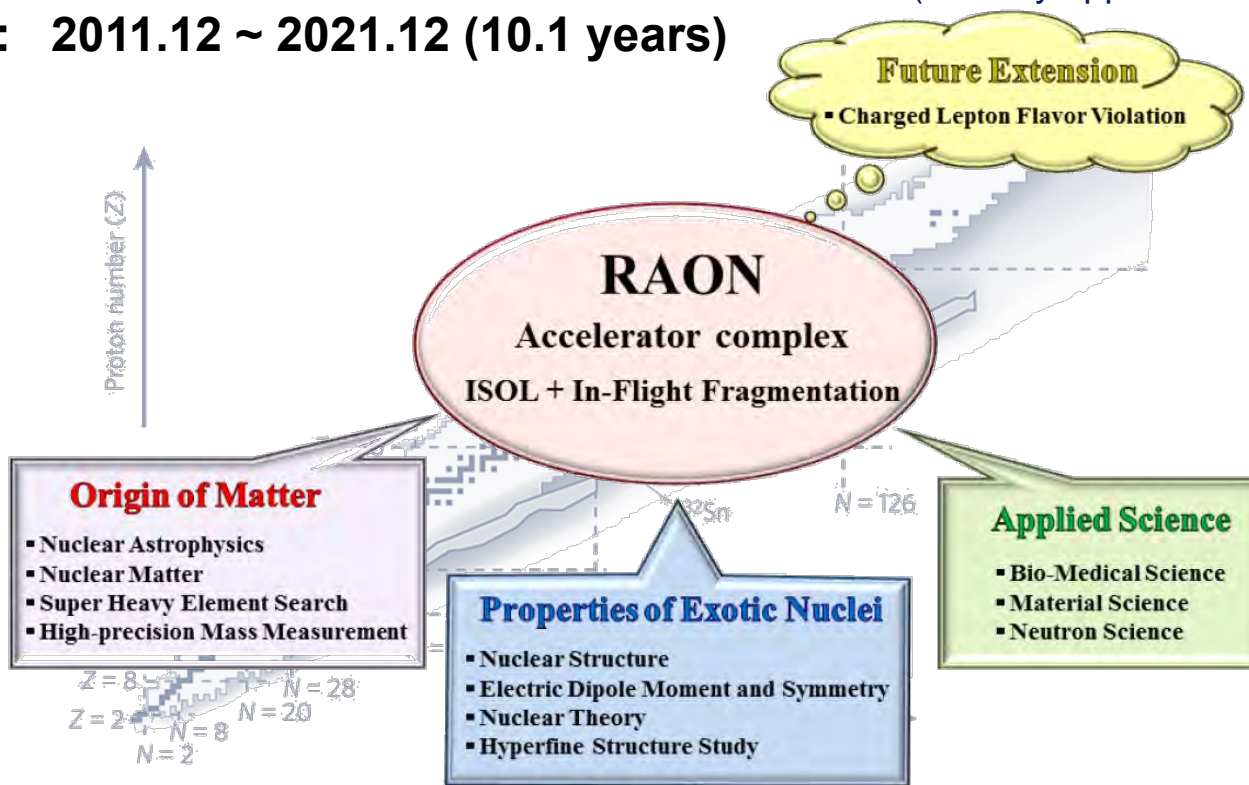 : 2011.12 ~ 2021.12 (10.1 years)
Future Extension
▪ Charged Lepton Flavor Violation
Proton number (Z)
RAON
Accelerator complex
ISOL + In-Flight Fragmentation
Origin of Matter
▪ Nuclear Astrophysics
▪ Nuclear Matter
▪ Super Heavy Element Search
▪ High-precision Mass Measurement
Properties of Exotic Nuclei
▪ Nuclear Structure
▪ Electric Dipole Moment and Symmetry
▪ Nuclear Theory
▪ Hyperfine Structure Study
Applied Science
▪ Bio-Medical Science
▪ Material Science
▪ Neutron Science
³²Sn
N = 126
Z = 8
N = 28
Z = 2
N = 20
N = 8
N = 2